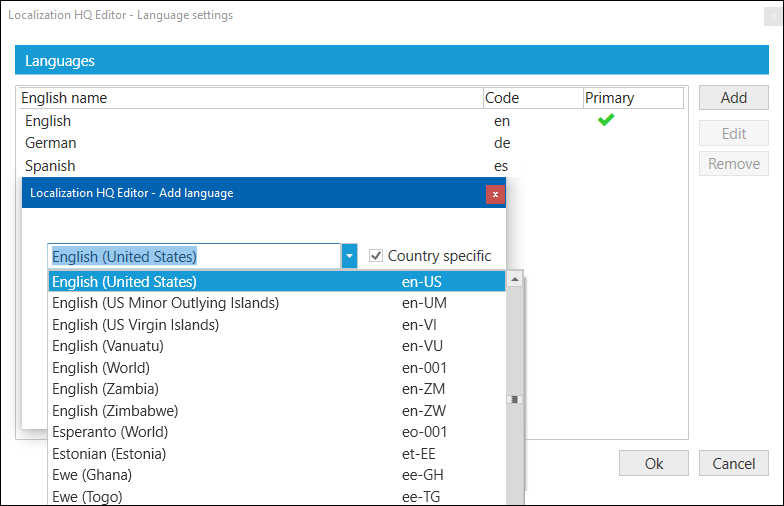 Localization HQ Editor - Language settings
Languages
English name Code Primary
English en
German de
Spanish es
Add
Edit
Remove
Localization HQ Editor - Add language
x
English (United States) Country specific
English (United States) en-US
English (US Minor Outlying Islands) en-UM
English (US Virgin Islands) en-VI
English (Vanuatu) en-VU
English (World) en-001
English (Zambia) en-ZM
English (Zimbabwe) en-ZW
Esperanto (World) eo-001
Estonian (Estonia) et-EE
Ewe (Ghana) ee-GH
Ewe (Togo) ee-TG
Ok Cancel